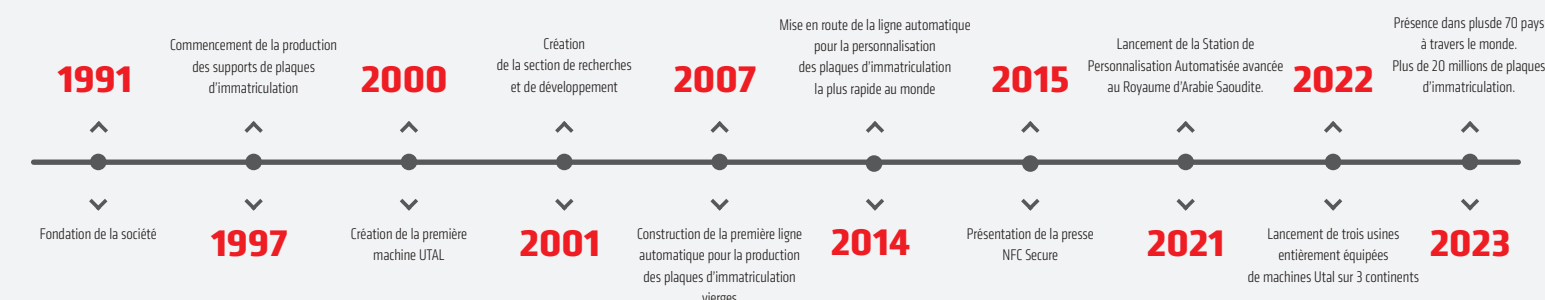 1991
Fondation de la société
Commencement de la production
des supports de plaques
d'immatriculation
1997
2000
Création de la première
machine UTAL
Création
de la section de recherches
et de développement
2001
2007
Construction de la première ligne
automatique pour la production
des plaques d'immatriculation
vierges
Mise en route de la ligne automatique
pour la personnalisation
des plaques d'immatriculation
la plus rapide au monde
2014
2015
Présentation de la presse
NFC Secure
Lancement de la Station de
Personnalisation Automatisée avancée
au Royaume d'Arabie Saoudite.
2021
2022
Lancement de trois usines
entièrement équipées
de machines Utal sur 3 continents
Présence dans plusde 70 pays
à travers le monde.
Plus de 20 millions de plaques
d'immatriculation.
2023